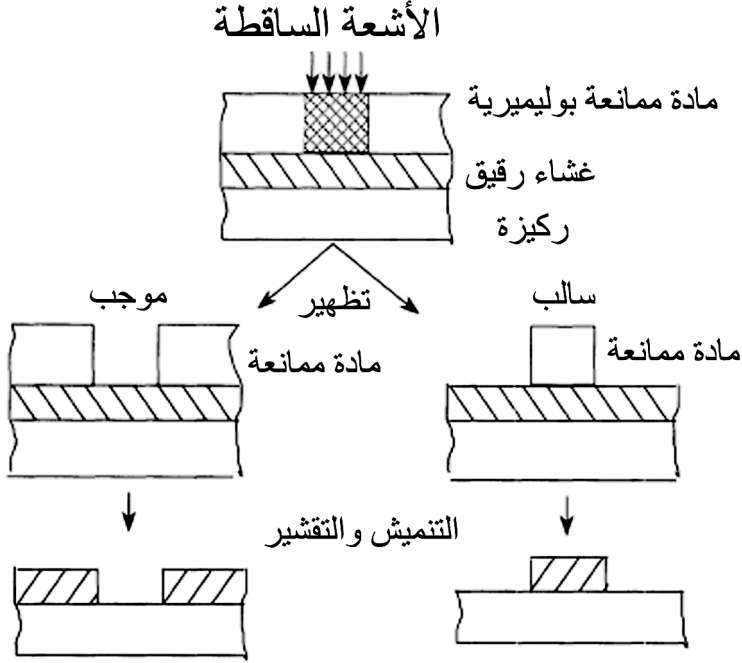 الأشعة الساقطة
مادة ممانعة بوليميرية
غشاء رقيق
ركيزة
موجب
تظهير
سالب
مادة ممانعة
مادة ممانعة
التنميش والتقشير